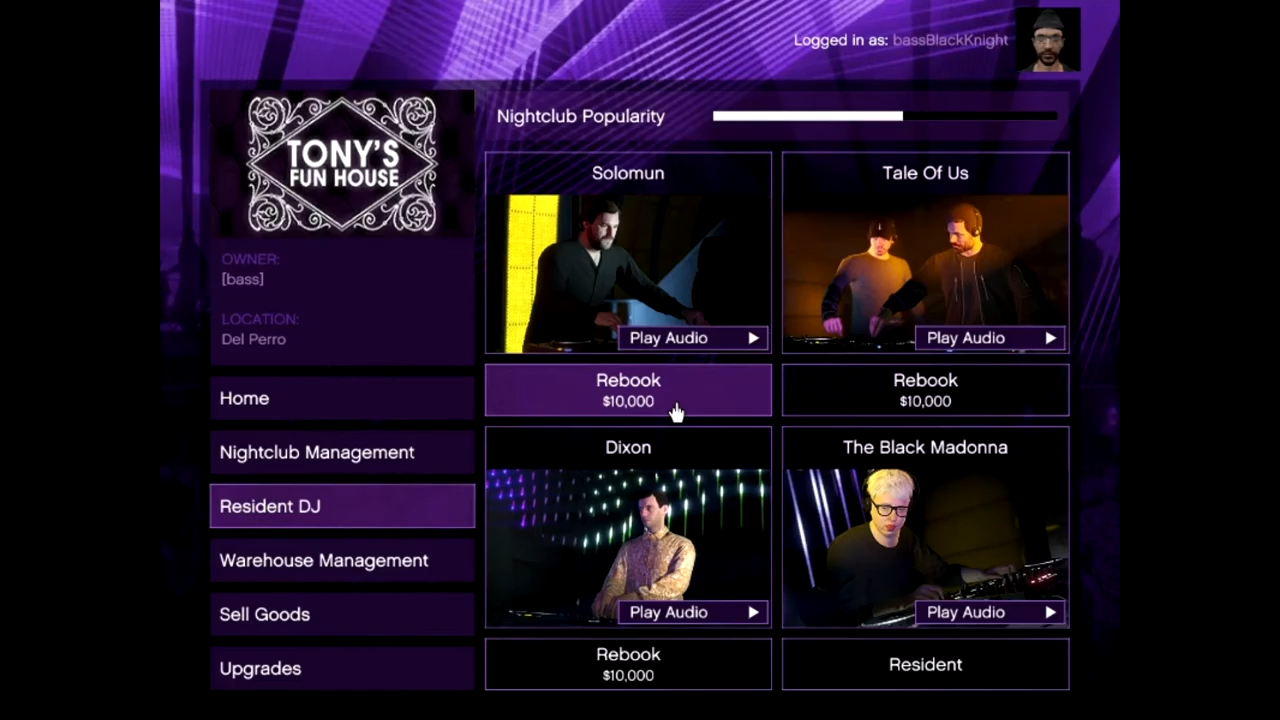 Logged in as: bassBlackKnight
TONY'S
FUN HOUSE
OWNER:
[bass]
LOCATION:
Del Perro
Home
Nightclub Management
Resident DJ
Warehouse Management
Sell Goods
Upgrades
Nightclub Popularity
Solomun
Play Audio
Rebook
$10,000
Tale Of Us
Play Audio
Rebook
$10,000
Dixon
Play Audio
Rebook
$10,000
The Black Madonna
Play Audio
Resident